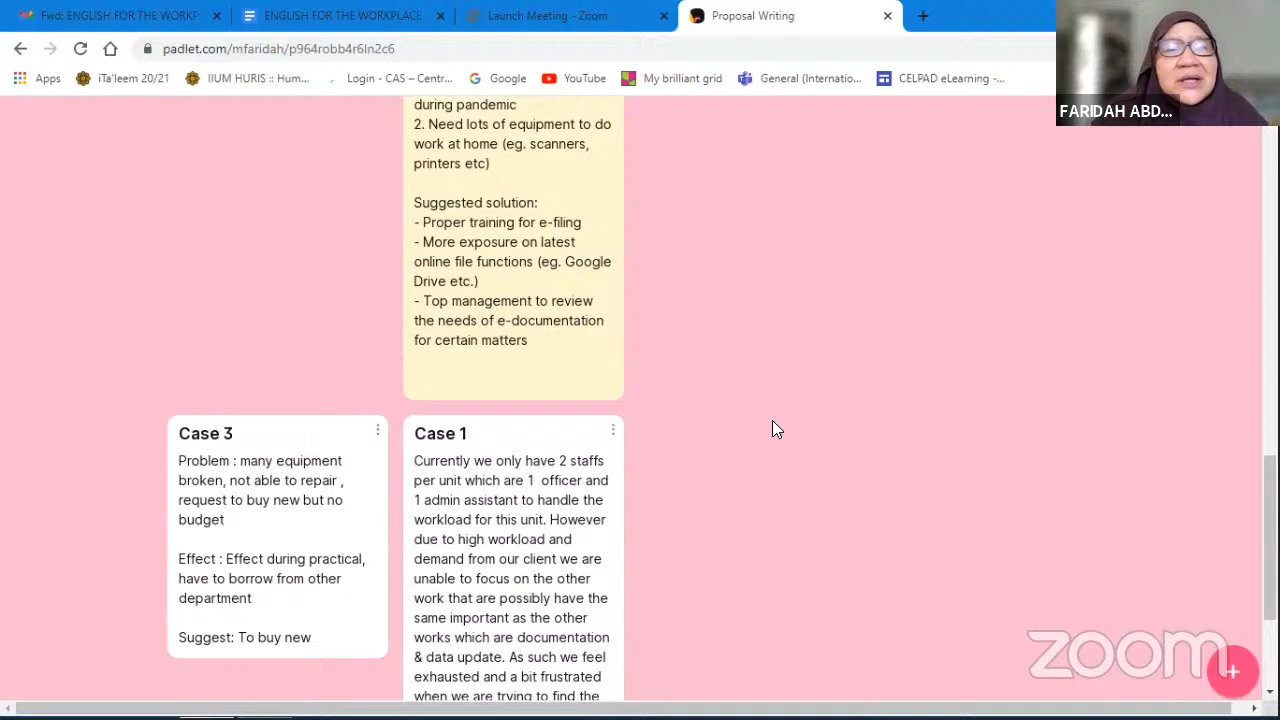 Fwd: ENGLISH FOR THE WORKP
ENGLISH FOR THE WORKPLACE
Launch Meeting - Zoom
Proposal Writing
padlet.com/mfaridah/p964robb4r6ln2c6
Apps
iTa'leem 20/21
IIUM HURIS :: Hum...
Login - CAS – Centr...
Google
YouTube
My brilliant grid
General (Internatio...
CELPAD eLearning -...
FARIDAH ABD...
during pandemic
2. Need lots of equipment to do
work at home (eg. scanners,
printers etc)
Suggested solution:
- Proper training for e-filing
- More exposure on latest
online file functions (eg. Google
Drive etc.)
- Top management to review
the needs of e-documentation
for certain matters
Case 3
Problem : many equipment
broken, not able to repair ,
request to buy new but no
budget
Effect : Effect during practical,
have to borrow from other
department
Suggest: To buy new
Case 1
Currently we only have 2 staffs
per unit which are 1 officer and
1 admin assistant to handle the
workload for this unit. However
due to high workload and
demand from our client we are
unable to focus on the other
work that are possibly have the
same important as the other
works which are documentation
& data update. As such we feel
exhausted and a bit frustrated
when we are trying to find the
zoom